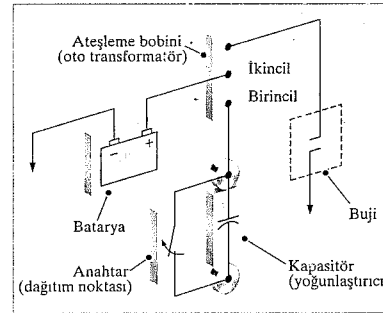 Ateşleme bobini
(oto transformatör)
İkincil
Birincil
- +
Batarya
Buji
Anahtar
(dağıtım noktası)
Kapasitör
(yoğunlaştırıcı